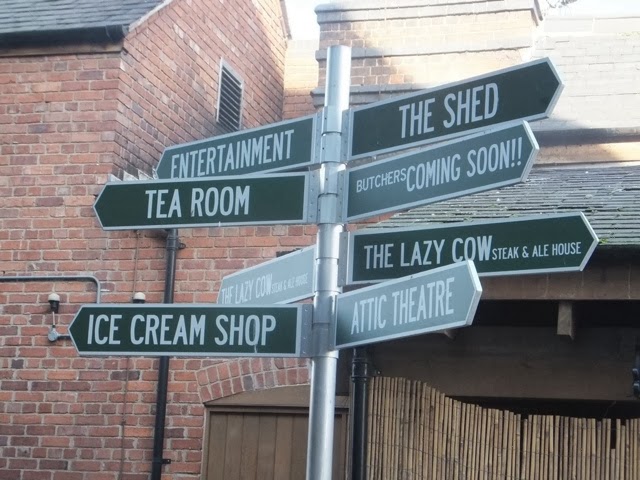 THE SHED
ENTERTAINMENT
BUTCHERS COMING SOON!!
TEA ROOM
THE LAZY COW STEAK & ALE HOUSE
THE LAZY COW STEAK & ALE HOUSE
ATTIC THEATRE
ICE CREAM SHOP